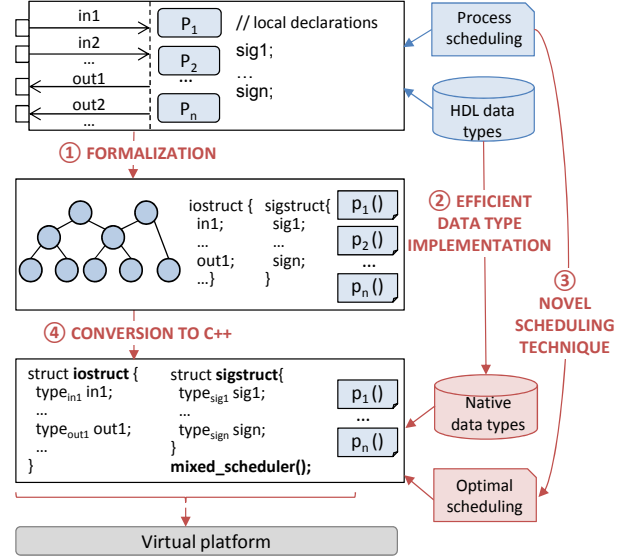 in1
P1
// local declarations
Process
scheduling
in2
...
P2
sig1;
out1
...
...
out2
Pn
sign;
...
HDL data
types
① FORMALIZATION
iostruct {
in1;
...
out1;
...}
sigstruct{
sig1;
...
sign;
}
p1()
p2()
...
pn()
② EFFICIENT
DATA TYPE
IMPLEMENTATION
③
NOVEL
SCHEDULING
TECHNIQUE
④ CONVERSION TO C++
struct iostruct {
typein1 in1;
...
typeout1 out1;
...
}
struct sigstruct{
typesig1 sig1;
...
typesign sign;
}
mixed_scheduler();
p1()
...
pn()
Native
data types
Optimal
scheduling
Virtual platform